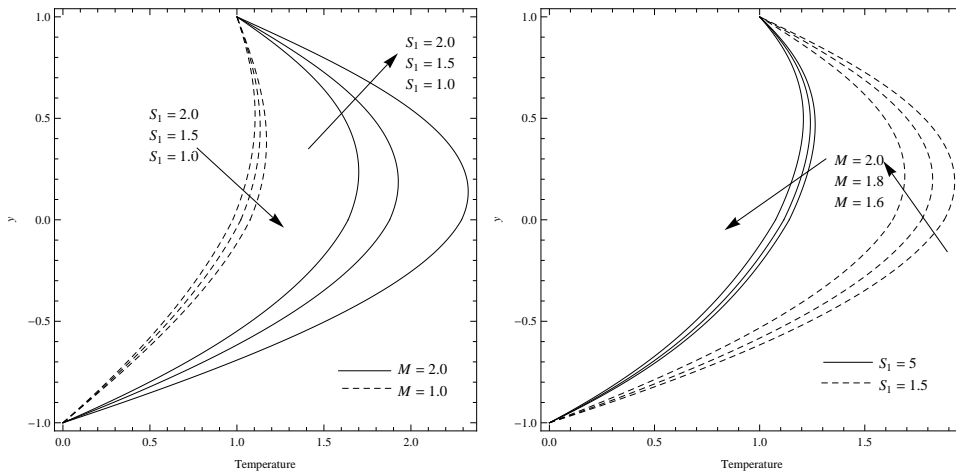 1.0
0.5
0.0
−0.5
−1.0
y
S1 = 2.0
S1 = 1.5
S1 = 1.0
S1 = 2.0
S1 = 1.5
S1 = 1.0
M = 2.0
M = 1.0
0.0 0.5 1.0 1.5 2.0
Temperature
1.0
0.5
0.0
−0.5
−1.0
y
M = 2.0
M = 1.8
M = 1.6
S1 = 5
S1 = 1.5
0.0 0.5 1.0 1.5
Temperature